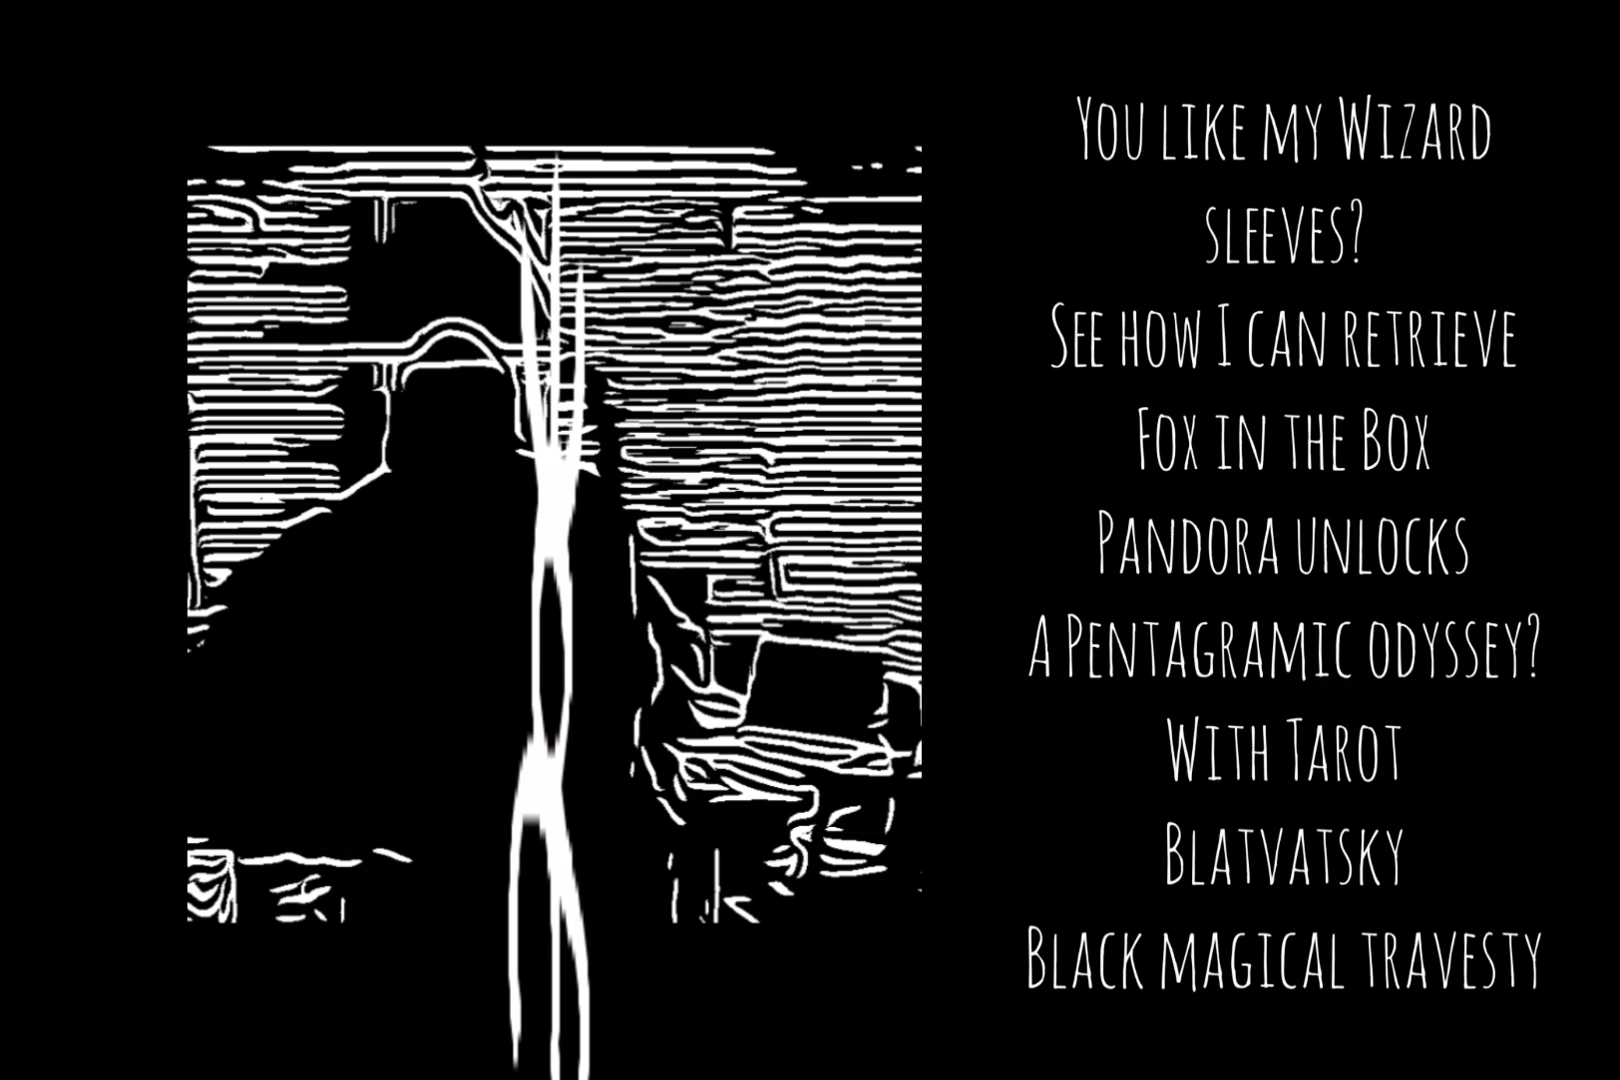 You like my Wizard
sleeves?
See how I can retrieve
Fox in the Box
Pandora unlocks
A Pentagramic odyssey?
With Tarot
Blatvatsky
Black magical travesty